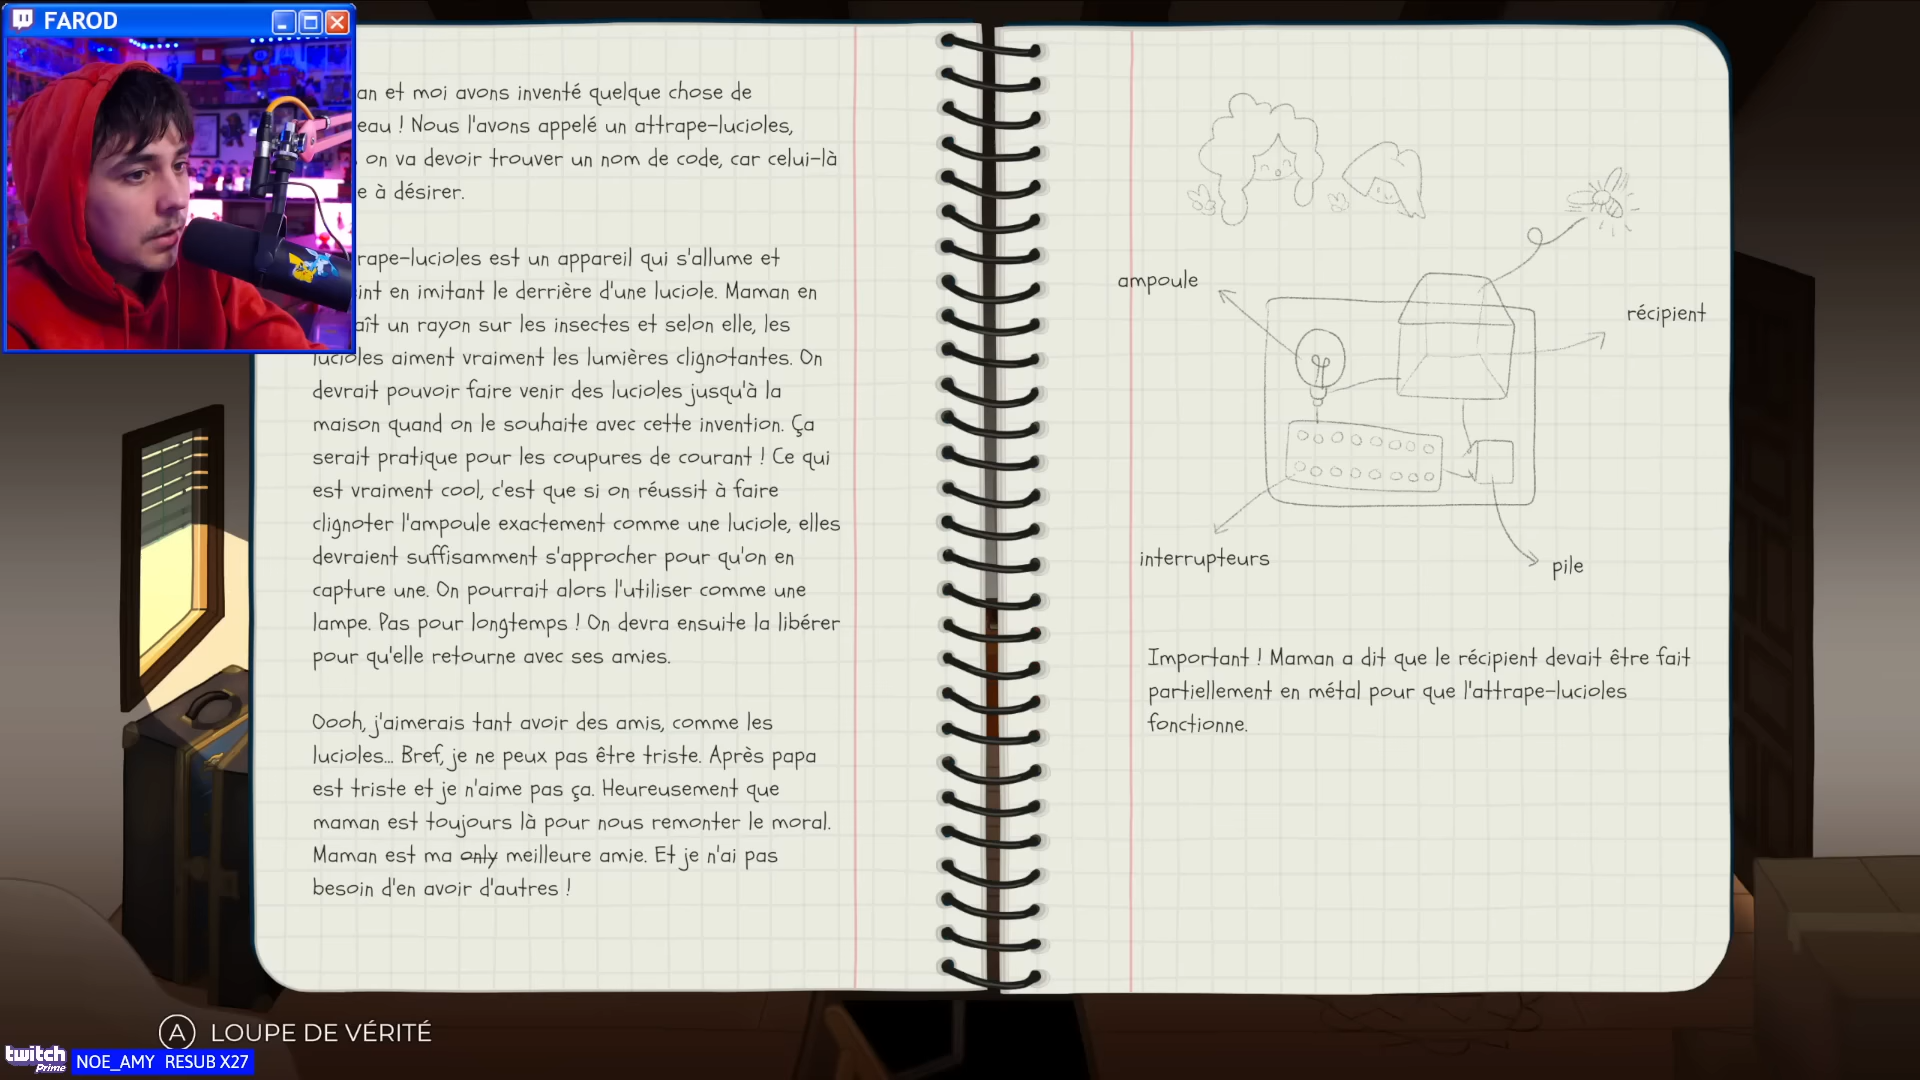 FAROD
an et moi avons inventé quelque chose de
eau ! Nous l'avons appelé un attrape-lucioles,
on va devoir trouver un nom de code, car celui-là
e à désirer.
rape-lucioles est un appareil qui s'allume et
int en imitant le derrière d'une luciole. Maman en
aît un rayon sur les insectes et selon elle, les
lucioles aiment vraiment les lumières clignotantes. On
devrait pouvoir faire venir des lucioles jusqu'à la
maison quand on le souhaite avec cette invention. Ça
serait pratique pour les coupures de courant ! Ce qui
est vraiment cool, c'est que si on réussit à faire
clignoter l'ampoule exactement comme une luciole, elles
devraient suffisamment s'approcher pour qu'on en
capture une. On pourrait alors l'utiliser comme une
lampe. Pas pour longtemps ! On devra ensuite la libérer
pour qu'elle retourne avec ses amies.
Oooh, j'aimerais tant avoir des amis, comme les
lucioles... Bref, je ne peux pas être triste. Après papa
est triste et je n'aime pas ça. Heureusement que
maman est toujours là pour nous remonter le moral.
Maman est ma only meilleure amie. Et je n'ai pas
besoin d'en avoir d'autres !
ampoule
récipient
interrupteurs
pile
Important ! Maman a dit que le récipient devait être fait
partiellement en métal pour que l'attrape-lucioles
fonctionne.
A LOUPE DE VÉRITÉ
twitch
Prime
NOE_AMY RESUB X27